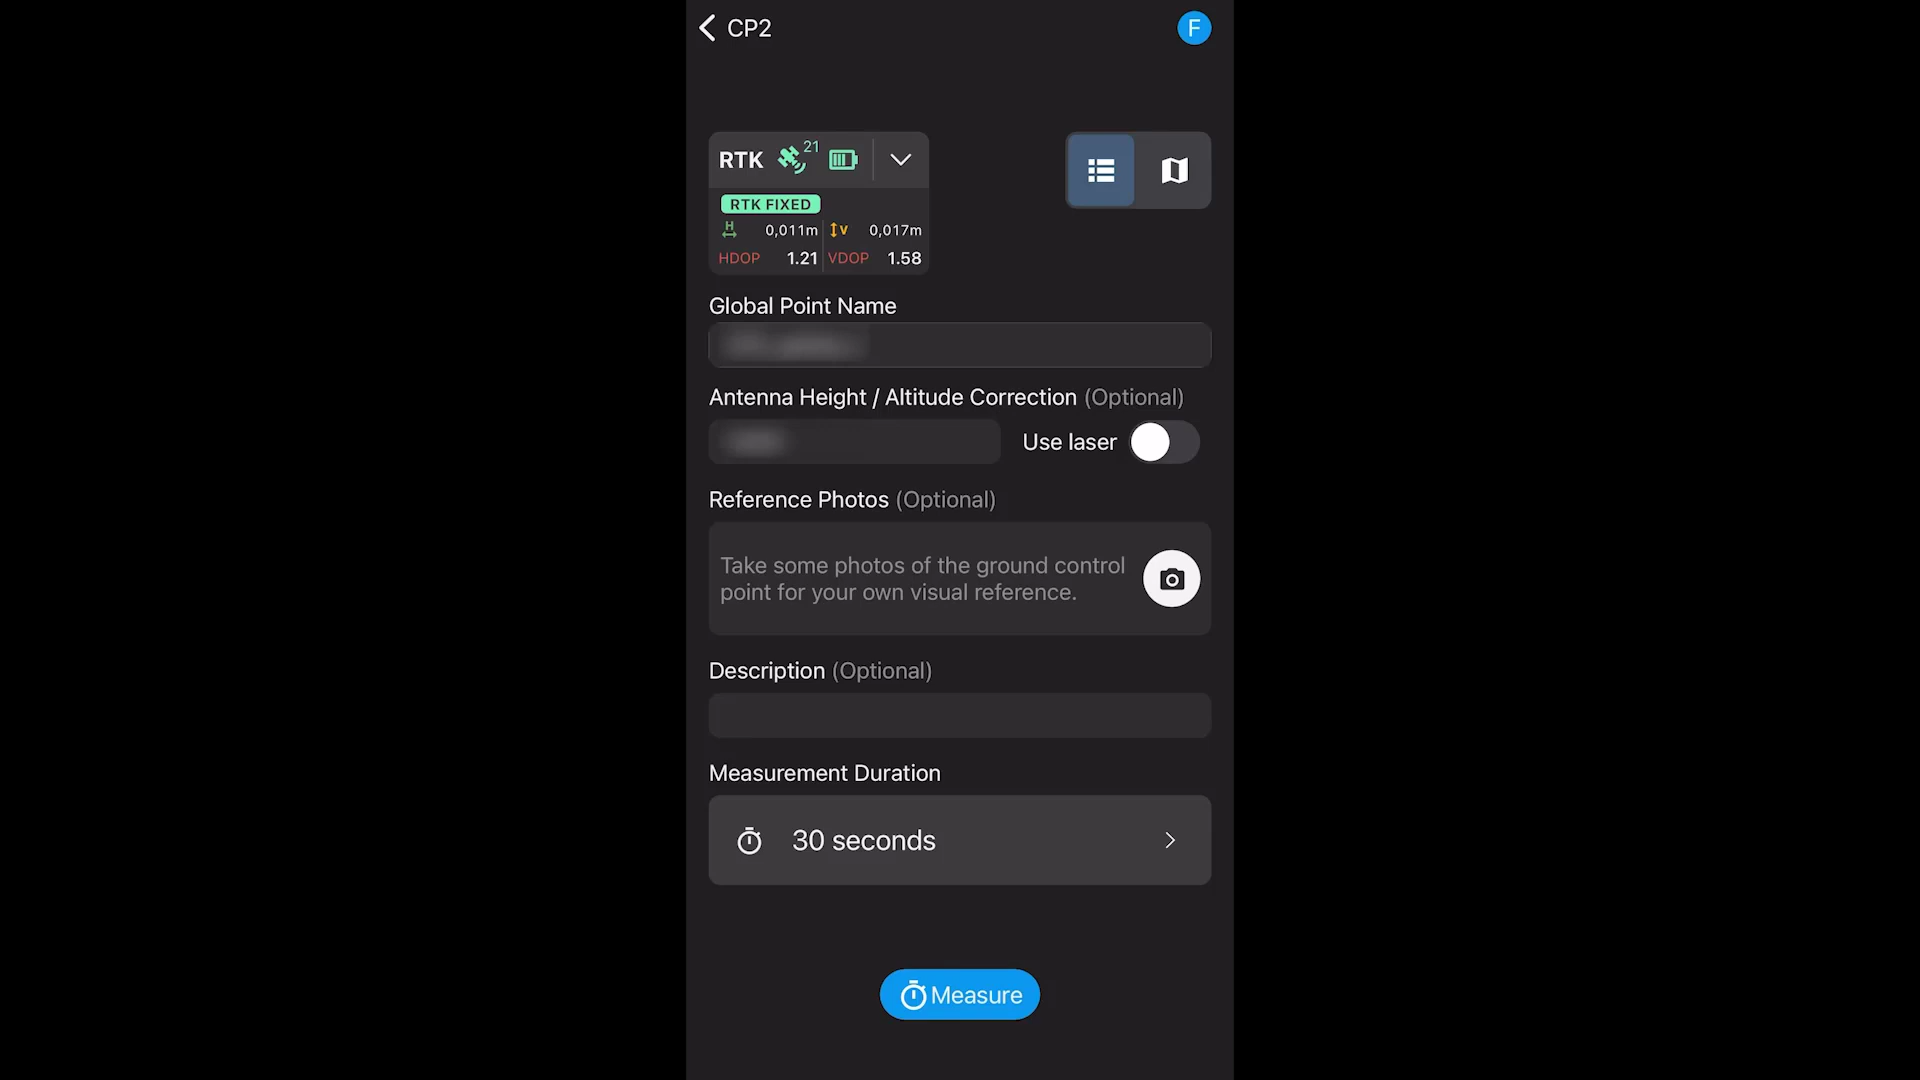 CP2
F
RTK 21
RTK FIXED
H 0,011m V 0,017m
HDOP 1.21 VDOP 1.58
Global Point Name
Antenna Height / Altitude Correction (Optional)
Use laser
Reference Photos (Optional)
Take some photos of the ground control
point for your own visual reference.
Description (Optional)
Measurement Duration
30 seconds
Measure